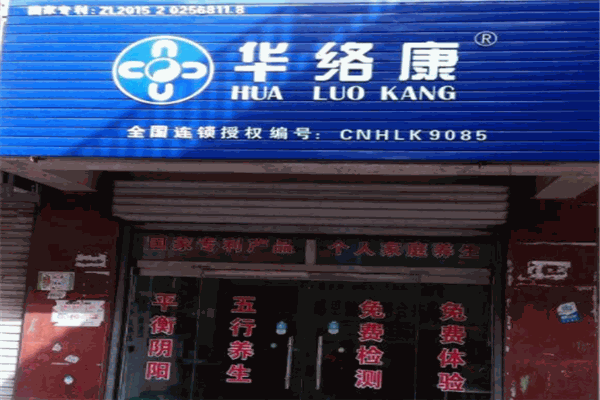 国家专利:ZL2015 2 0256811.8
华络康®
HUA LUO KANG
全国连锁授权编号:CNHLK9085
国家专利产品 个人家庭养生
平衡阴阳
五行养生
免费检测
免费体验